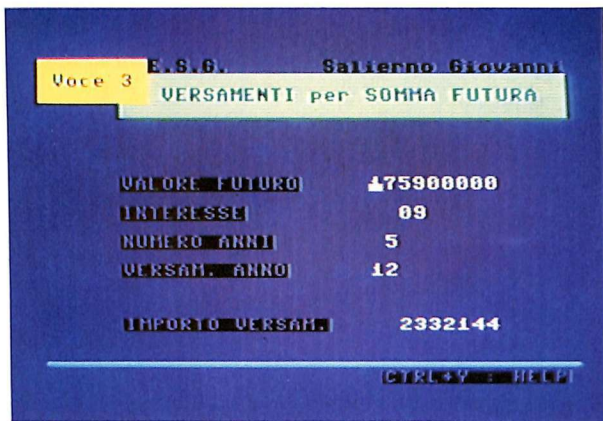 E.S.G. Salierno Giovanni
Voce 3
VERSAMENTI per SOMMA FUTURA
VALORE FUTURO 175900000
INTERESSE 09
NUMERO ANNI 5
VERSAM. ANNO 12
IMPORTO VERSAM. 2332144
CTRL+Y : HELP